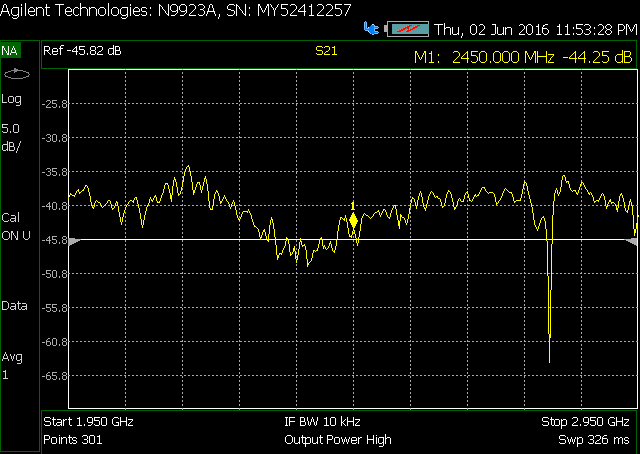 Agilent Technologies: N9923A, SN: MY52412257
Thu, 02 Jun 2016 11:53:28 PM
NA Ref -45.82 dB S21 M1: 2450.000 MHz -44.25 dB
Log
5.0
dB/
Cal
ON U
Data
Avg
1
-25.8
-30.8
-35.8
-40.8
-45.8
-50.8
-55.8
-60.8
-65.8
1
Start 1.950 GHz IF BW 10 kHz Stop 2.950 GHz
Points 301 Output Power High Swp 326 ms